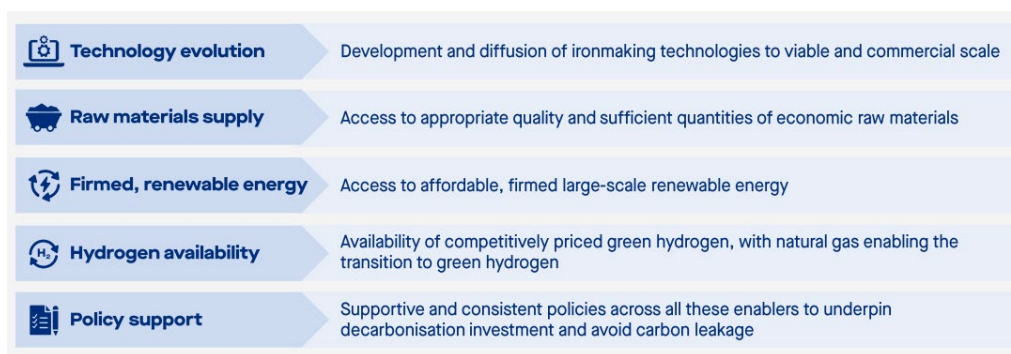 Technology evolution
Development and diffusion of ironmaking technologies to viable and commercial scale
Raw materials supply
Access to appropriate quality and sufficient quantities of economic raw materials
Firmed, renewable energy
Access to affordable, firmed large-scale renewable energy
H₂
Hydrogen availability
Availability of competitively priced green hydrogen, with natural gas enabling the
transition to green hydrogen
Policy support
Supportive and consistent policies across all these enablers to underpin
decarbonisation investment and avoid carbon leakage